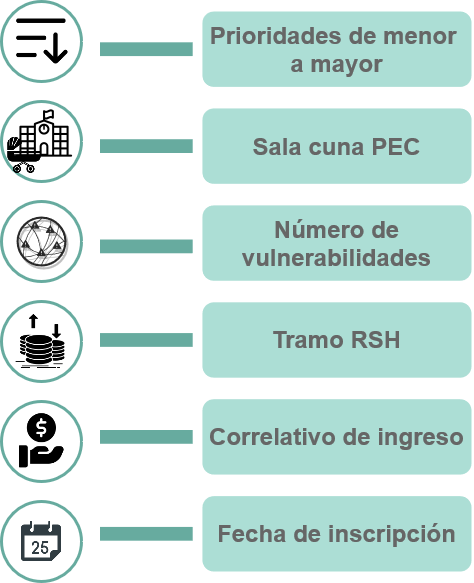 Prioridades de menor
a mayor
Sala cuna PEC
Número de
vulnerabilidades
Tramo RSH
$
Correlativo de ingreso
25
Fecha de inscripción